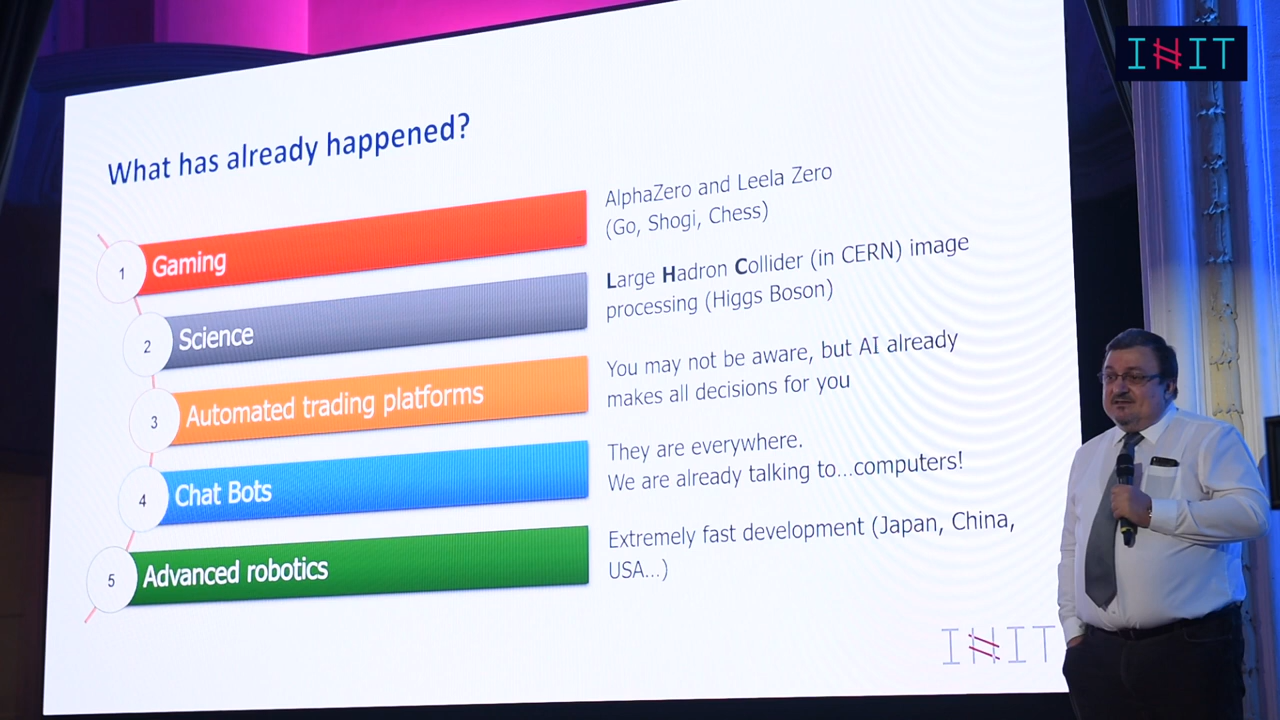 INIT
What has already happened?
1 Gaming
AlphaZero and Leela Zero
(Go, Shogi, Chess)
2 Science
Large Hadron Collider (in CERN) image
processing (Higgs Boson)
3 Automated trading platforms
You may not be aware, but AI already
makes all decisions for you
4 Chat Bots
They are everywhere.
We are already talking to...computers!
5 Advanced robotics
Extremely fast development (Japan, China,
USA...)
INIT